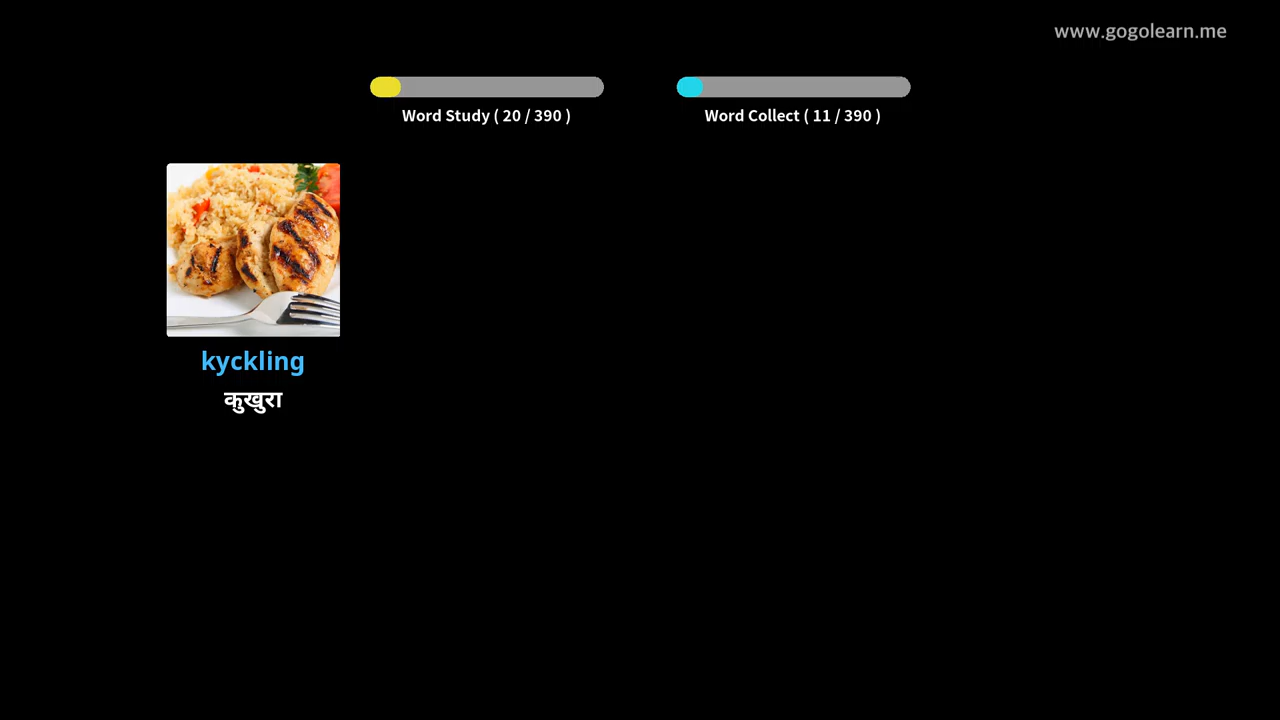 www.gogolearn.me
Word Study ( 20 / 390 )
Word Collect ( 11 / 390 )
kyckling
कुखुरा